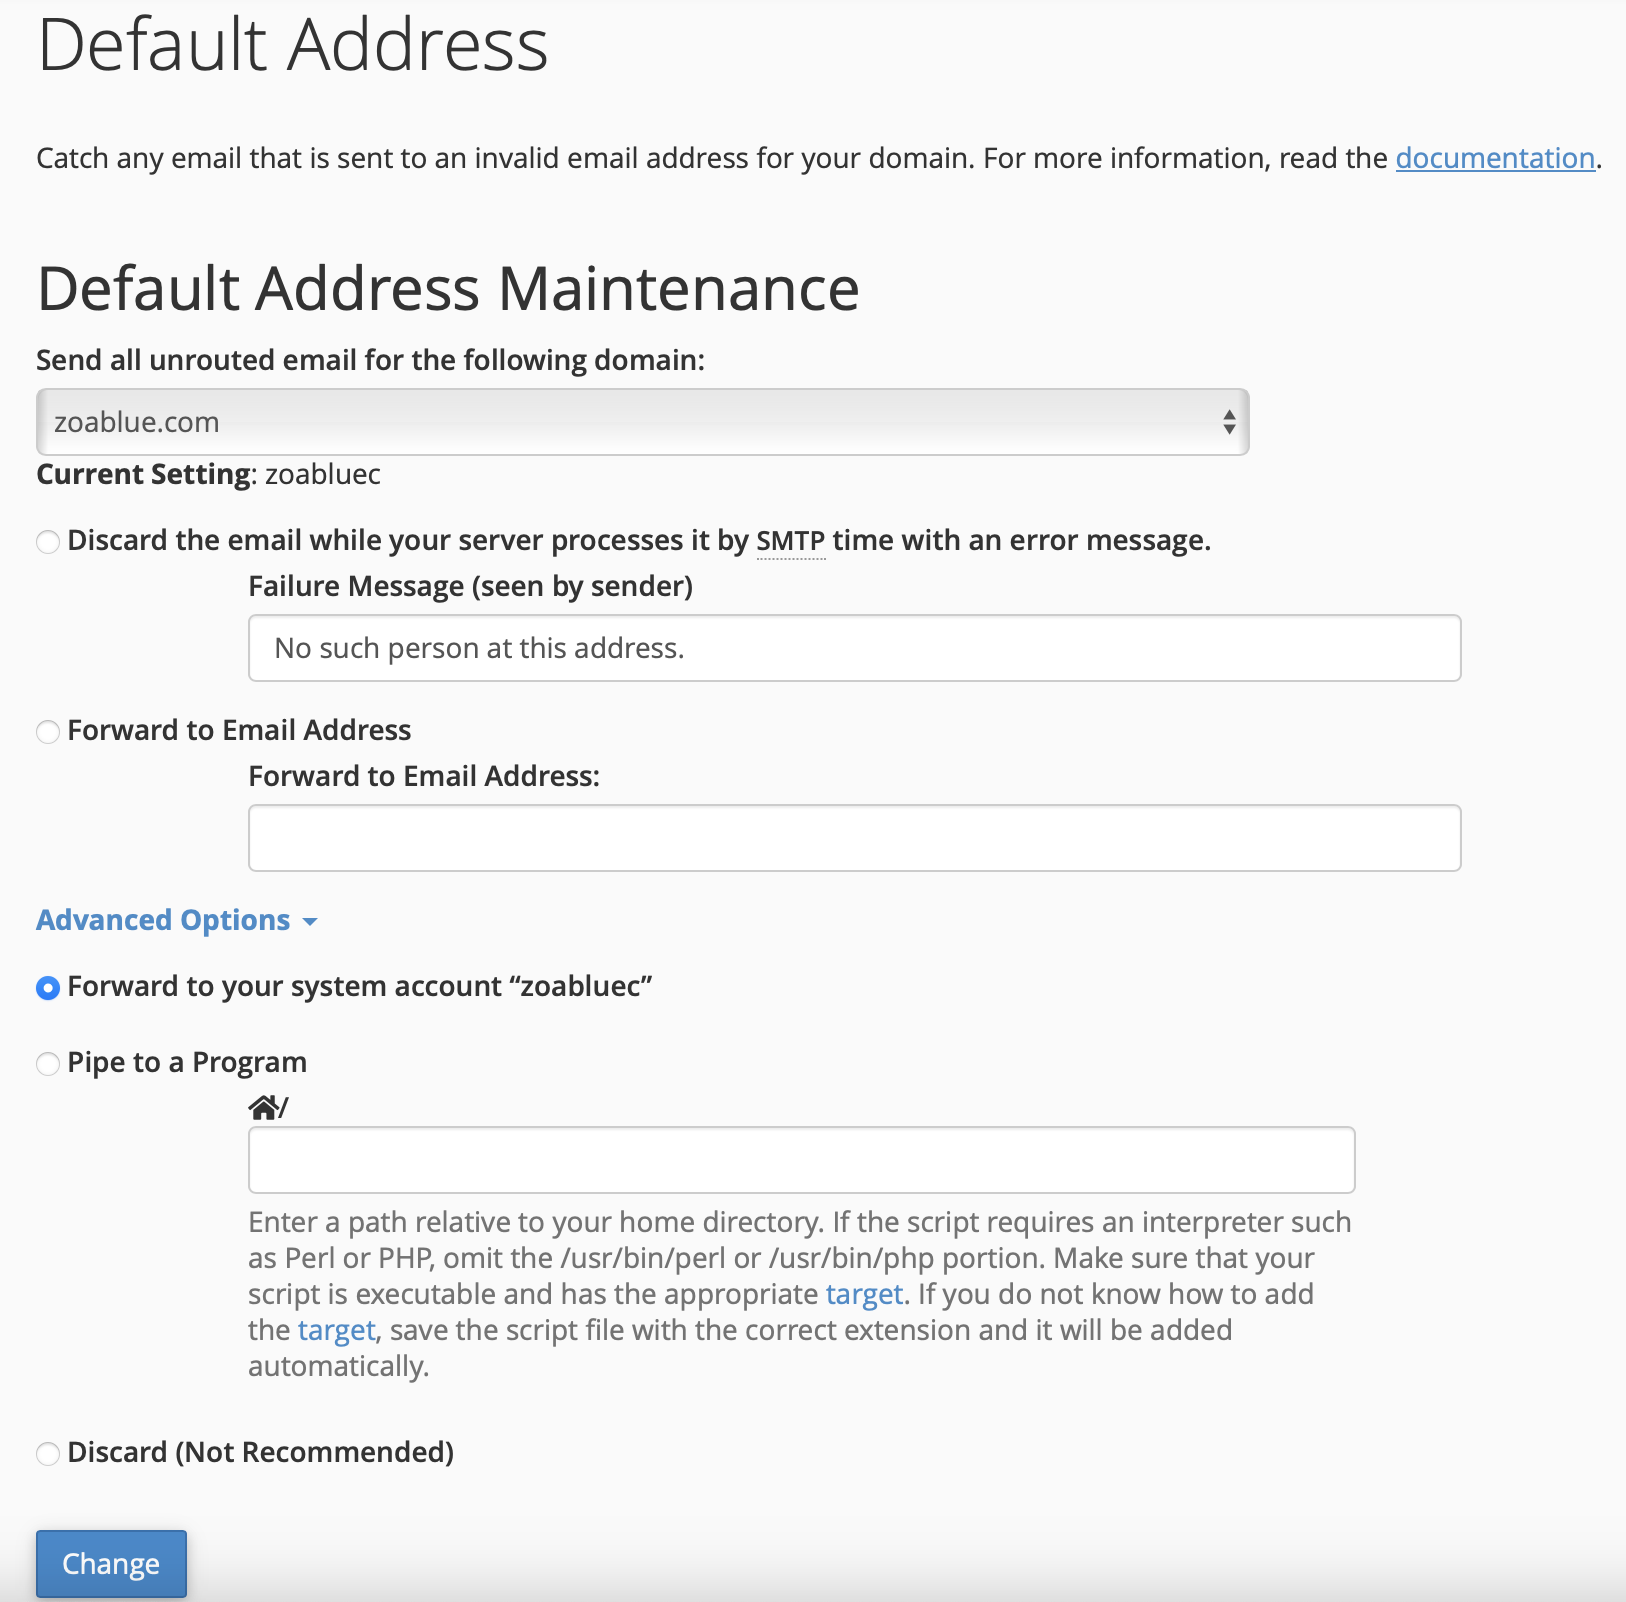 Default Address
Catch any email that is sent to an invalid email address for your domain. For more information, read the documentation.
Default Address Maintenance
Send all unrouted email for the following domain:
zoablue.com
Current Setting: zoabluec
Discard the email while your server processes it by SMTP time with an error message.
Failure Message (seen by sender)
No such person at this address.
Forward to Email Address
Forward to Email Address:
Advanced Options
Forward to your system account “zoabluec”
Pipe to a Program
/
Enter a path relative to your home directory. If the script requires an interpreter such
as Perl or PHP, omit the /usr/bin/perl or /usr/bin/php portion. Make sure that your
script is executable and has the appropriate target. If you do not know how to add
the target, save the script file with the correct extension and it will be added
automatically.
Discard (Not Recommended)
Change